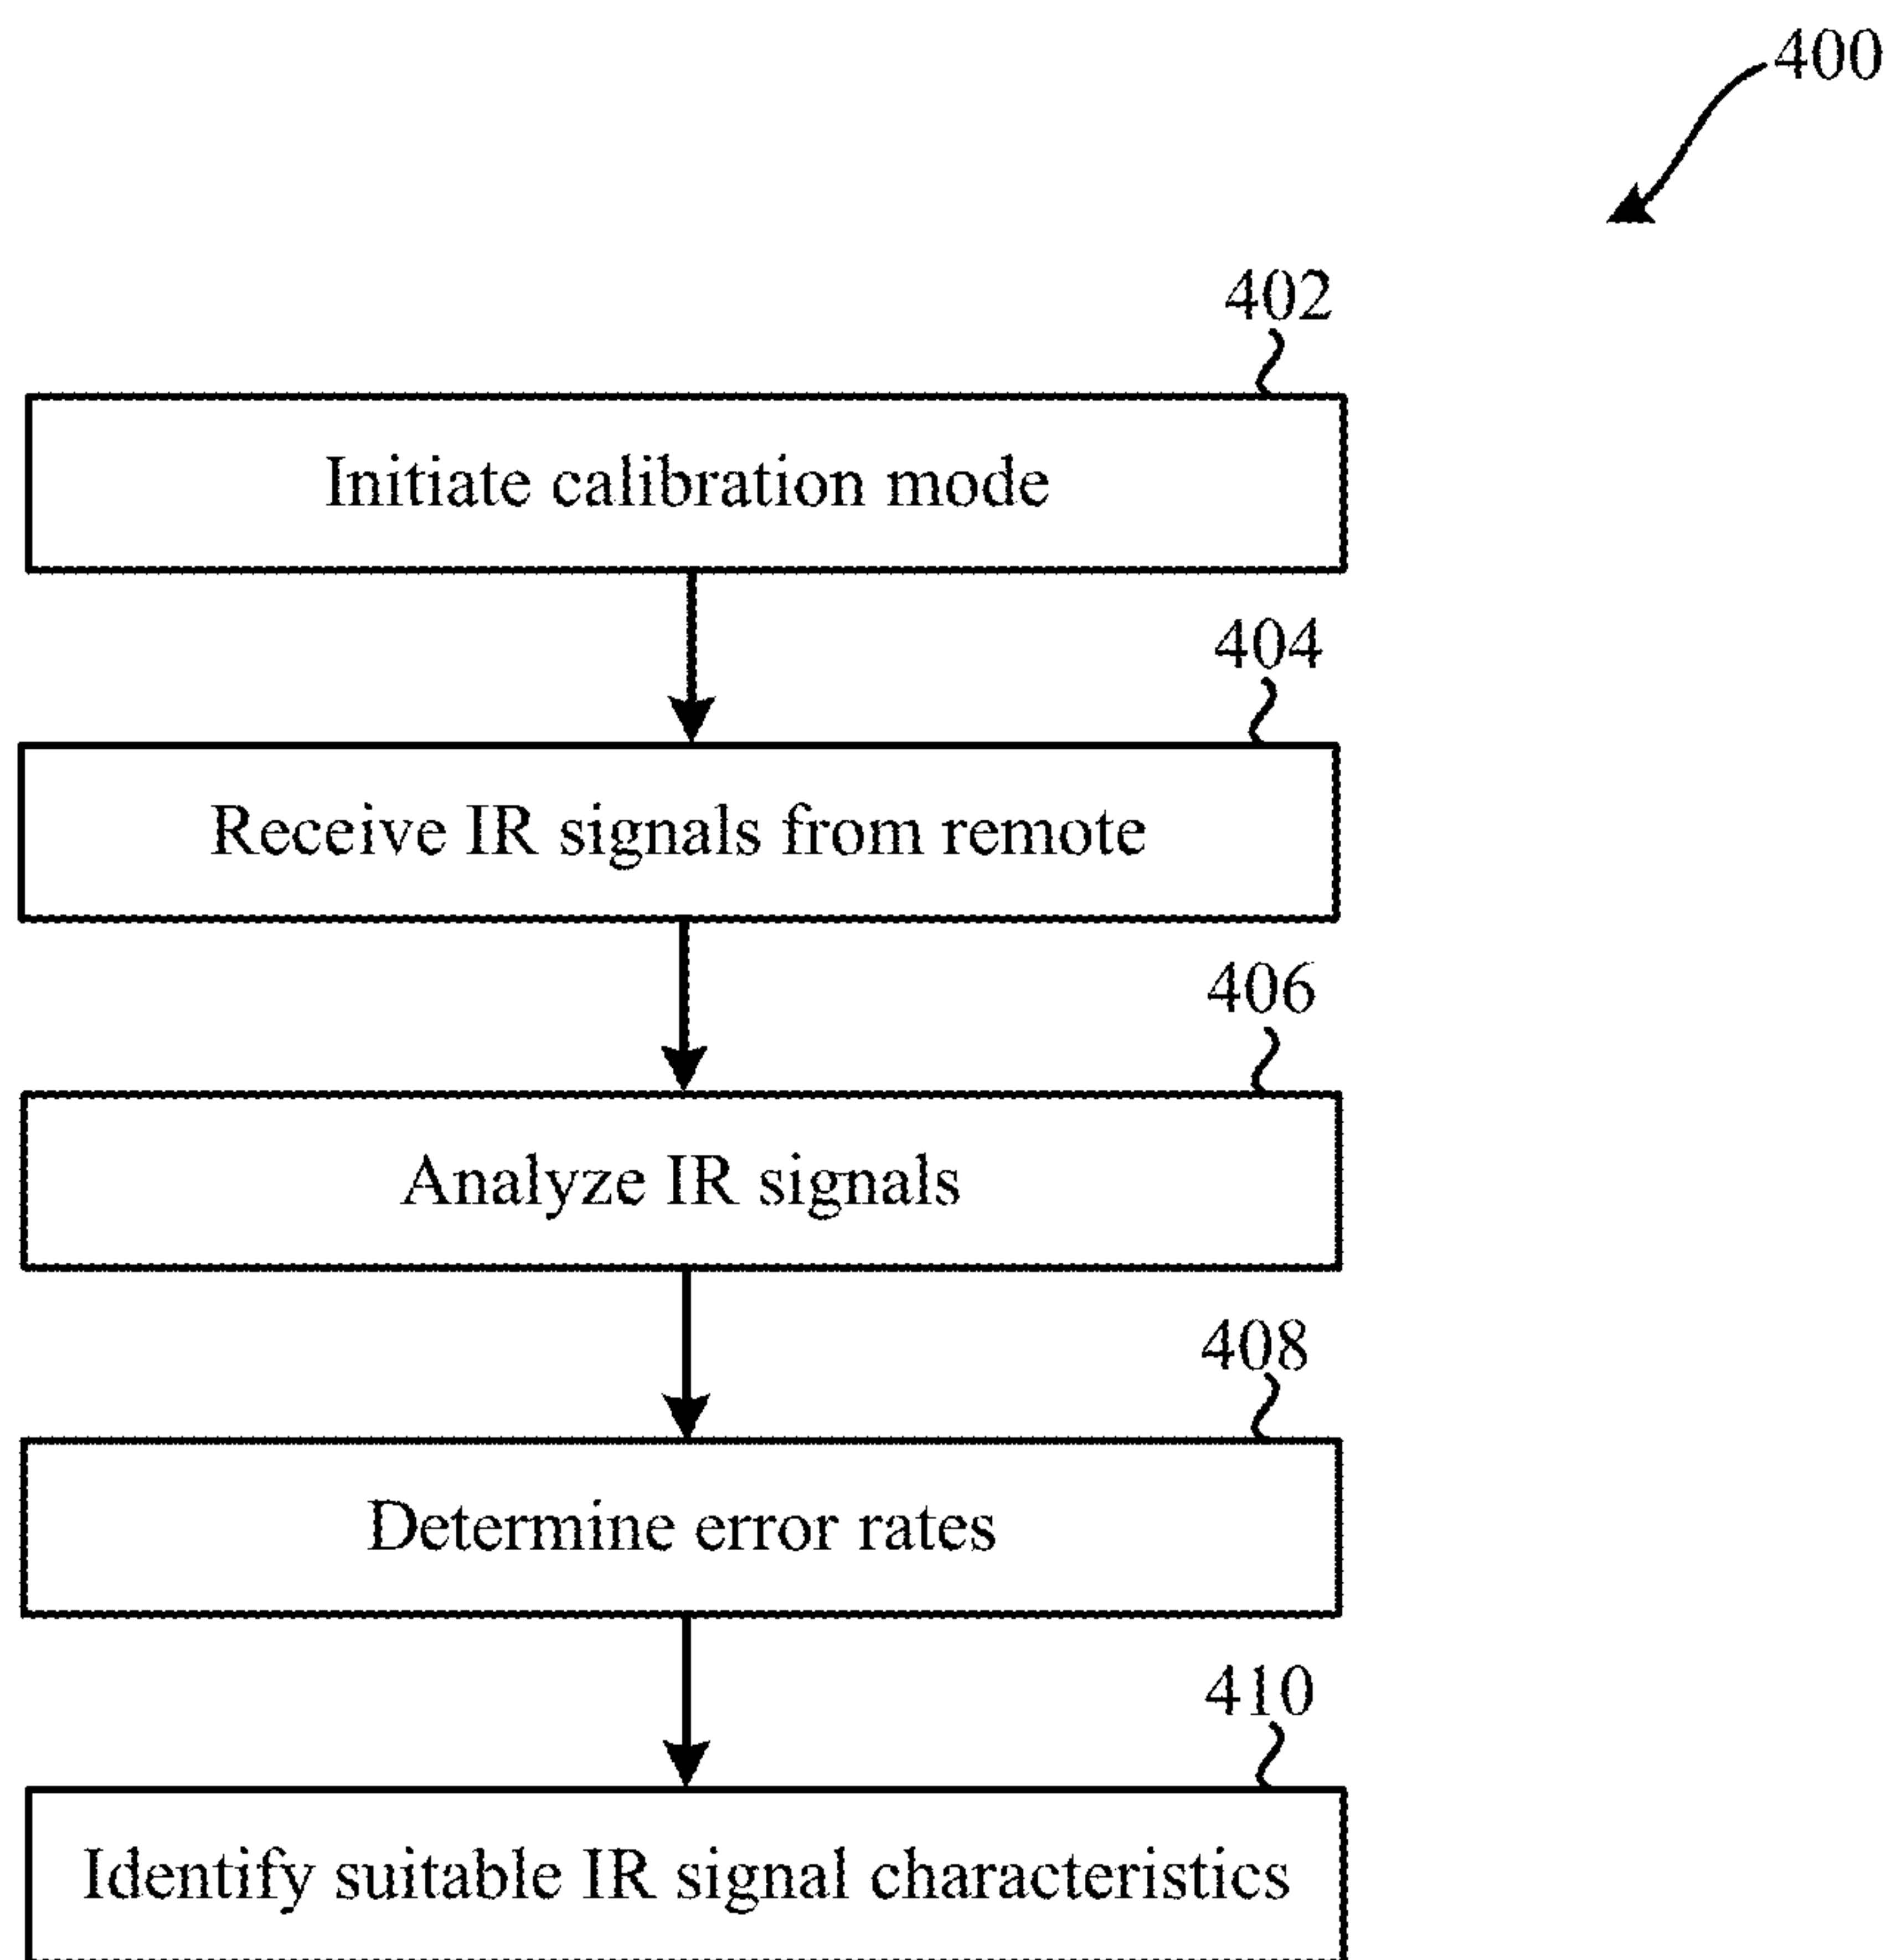 400
402
Initiate calibration mode
404
Receive IR signals from remote
406
Analyze IR signals
408
Determine error rates
410
Identify suitable IR signal characteristics